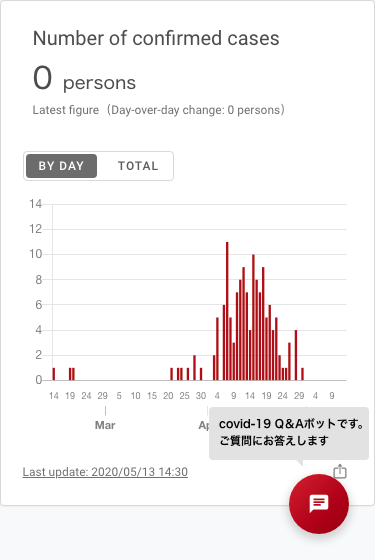 Number of confirmed cases
0 persons
Latest figure（Day-over-day change: 0 persons）
BY DAY TOTAL
14
12
10
8
6
4
2
0
14 19 24 29 5 10 15 20 25 30 4 9 14 19 24 29 4 9
Mar Ap
covid-19 Q&Aボットです。
ご質問にお答えします
Last update: 2020/05/13 14:30